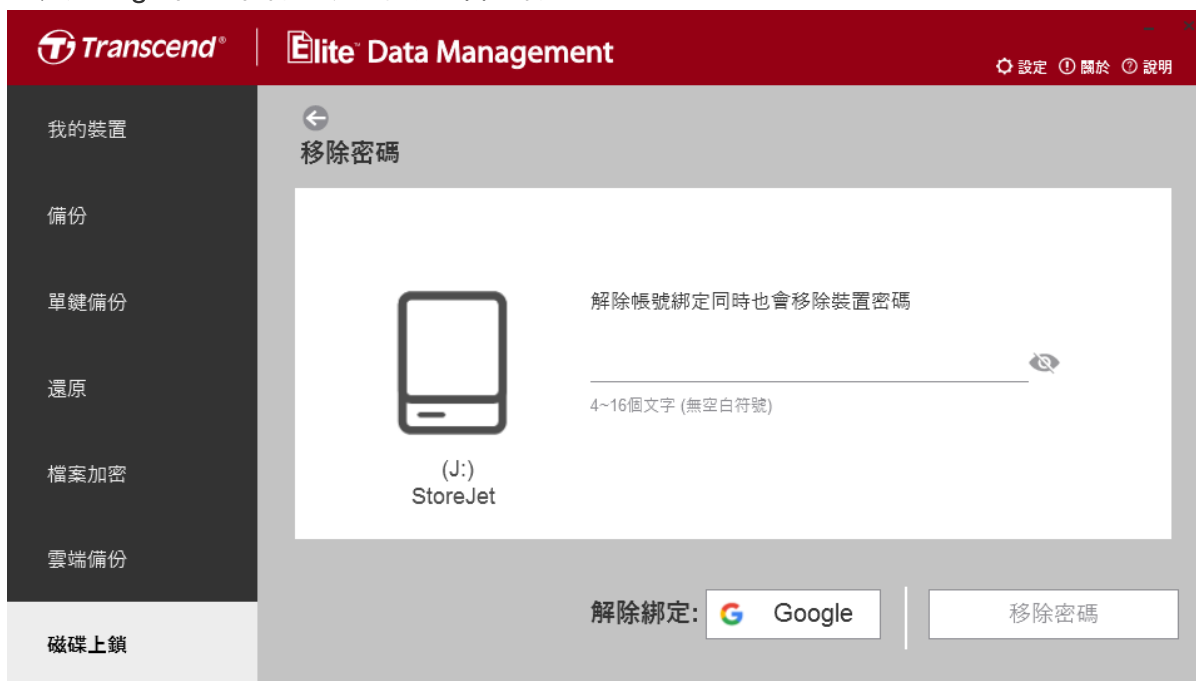 Transcend®
Èlite™ Data Management
設定 關於 說明
我的裝置
備份
單鍵備份
還原
檔案加密
雲端備份
磁碟上鎖
移除密碼
解除帳號綁定同時也會移除裝置密碼
4~16個文字 (無空白符號)
(J:)
StoreJet
解除綁定: Google
移除密碼